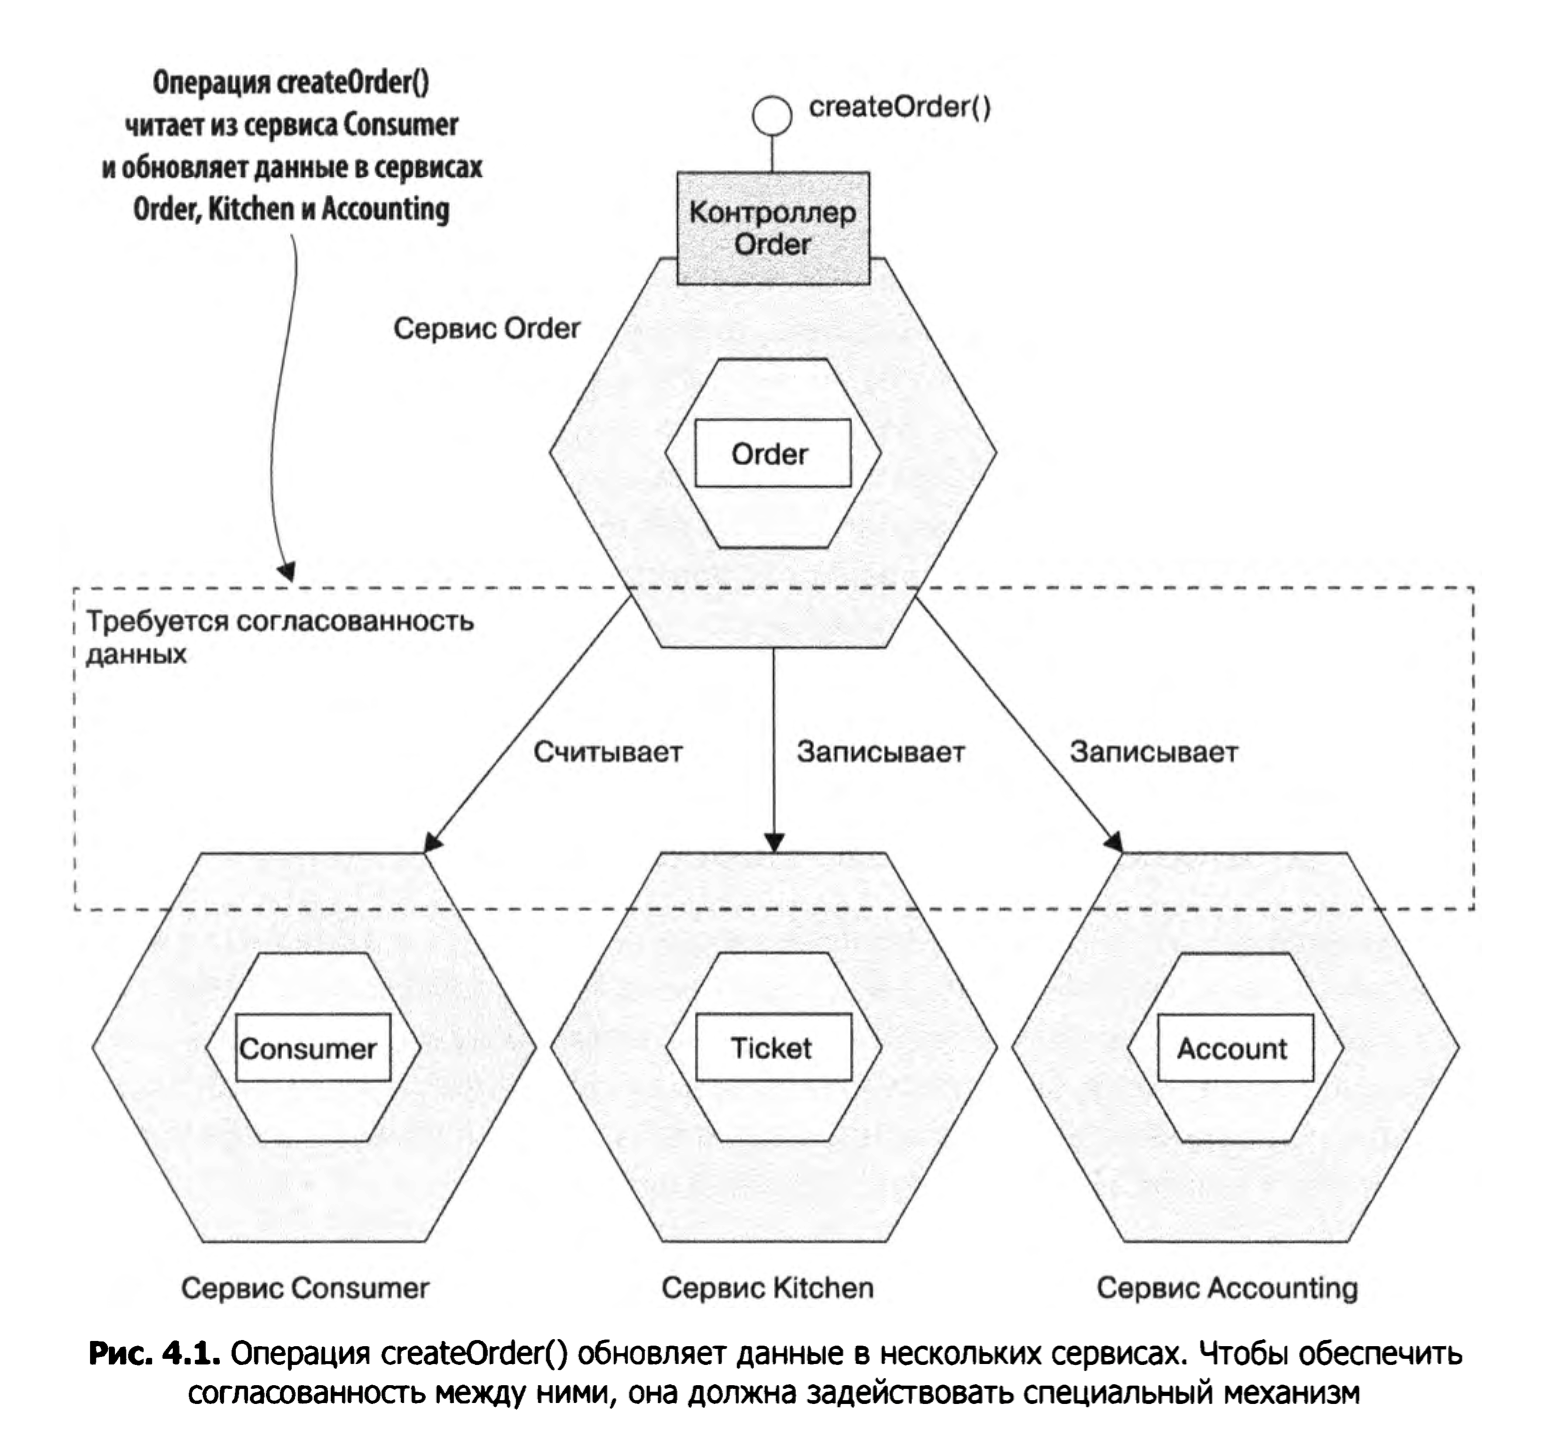 Операция createOrder()
читает из сервиса Consumer
и обновляет данные в сервисах
Order, Kitchen и Accounting
createOrder()
Контроллер
Order
Сервис Order
Order
Требуется согласованность
данных
Считывает
Записывает
Записывает
Consumer
Ticket
Account
Сервис Consumer
Сервис Kitchen
Сервис Accounting
Рис. 4.1. Операция createOrder() обновляет данные в нескольких сервисах. Чтобы обеспечить
согласованность между ними, она должна задействовать специальный механизм